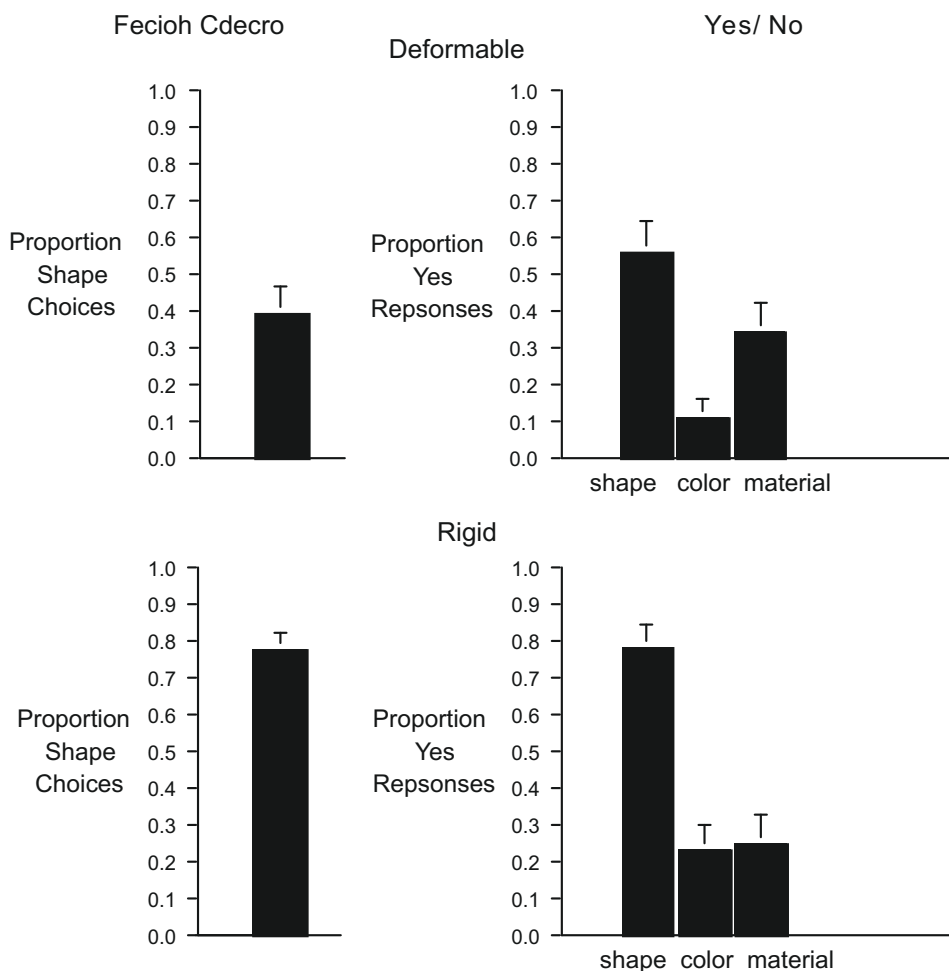 Fecioh Cdecro
Yes/ No
Deformable
1.0
0.9
0.8
0.7
0.6
0.5
0.4
0.3
0.2
0.1
0.0
Proportion
Shape
Choices
1.0
0.9
0.8
0.7
0.6
0.5
0.4
0.3
0.2
0.1
0.0
Proportion
Yes
Repsonses
shape color material
Rigid
1.0
0.9
0.8
0.7
0.6
0.5
0.4
0.3
0.2
0.1
0.0
Proportion
Shape
Choices
1.0
0.9
0.8
0.7
0.6
0.5
0.4
0.3
0.2
0.1
0.0
Proportion
Yes
Repsonses
shape color material